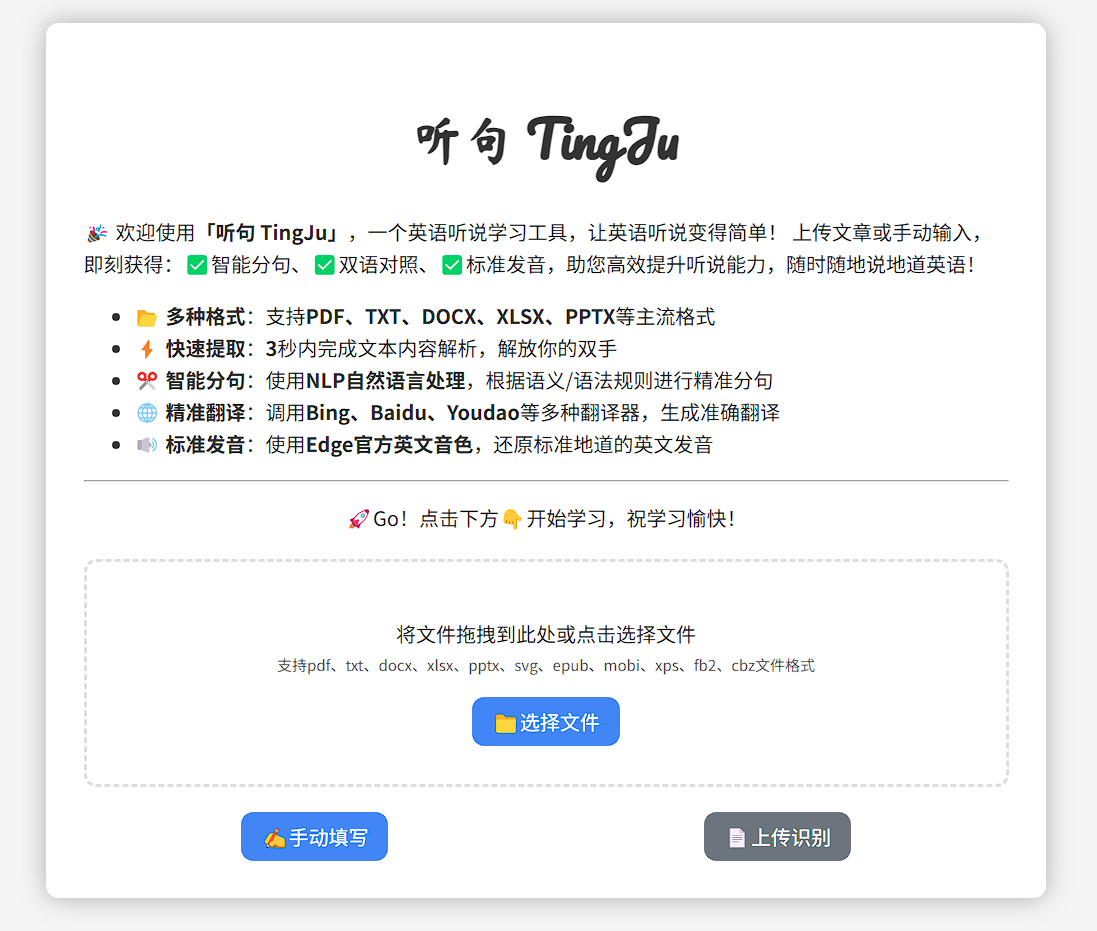 听句 TingJu
🎉 欢迎使用「听句 TingJu」，一个英语听说学习工具，让英语听说变得简单！ 上传文章或手动输入，
即刻获得：✅智能分句、✅双语对照、✅标准发音，助您高效提升听说能力，随时随地说地道英语！
📂 多种格式：支持PDF、TXT、DOCX、XLSX、PPTX等主流格式
⚡ 快速提取：3秒内完成文本内容解析，解放你的双手
✂️ 智能分句：使用NLP自然语言处理，根据语义/语法规则进行精准分句
🌐 精准翻译：调用Bing、Baidu、Youdao等多种翻译器，生成准确翻译
🔊 标准发音：使用Edge官方英文音色，还原标准地道的英文发音
🚀Go！点击下方👇开始学习，祝学习愉快！
将文件拖拽到此处或点击选择文件
支持pdf、txt、docx、xlsx、pptx、svg、epub、mobi、xps、fb2、cbz文件格式
📁选择文件
✍️手动填写
📄上传识别